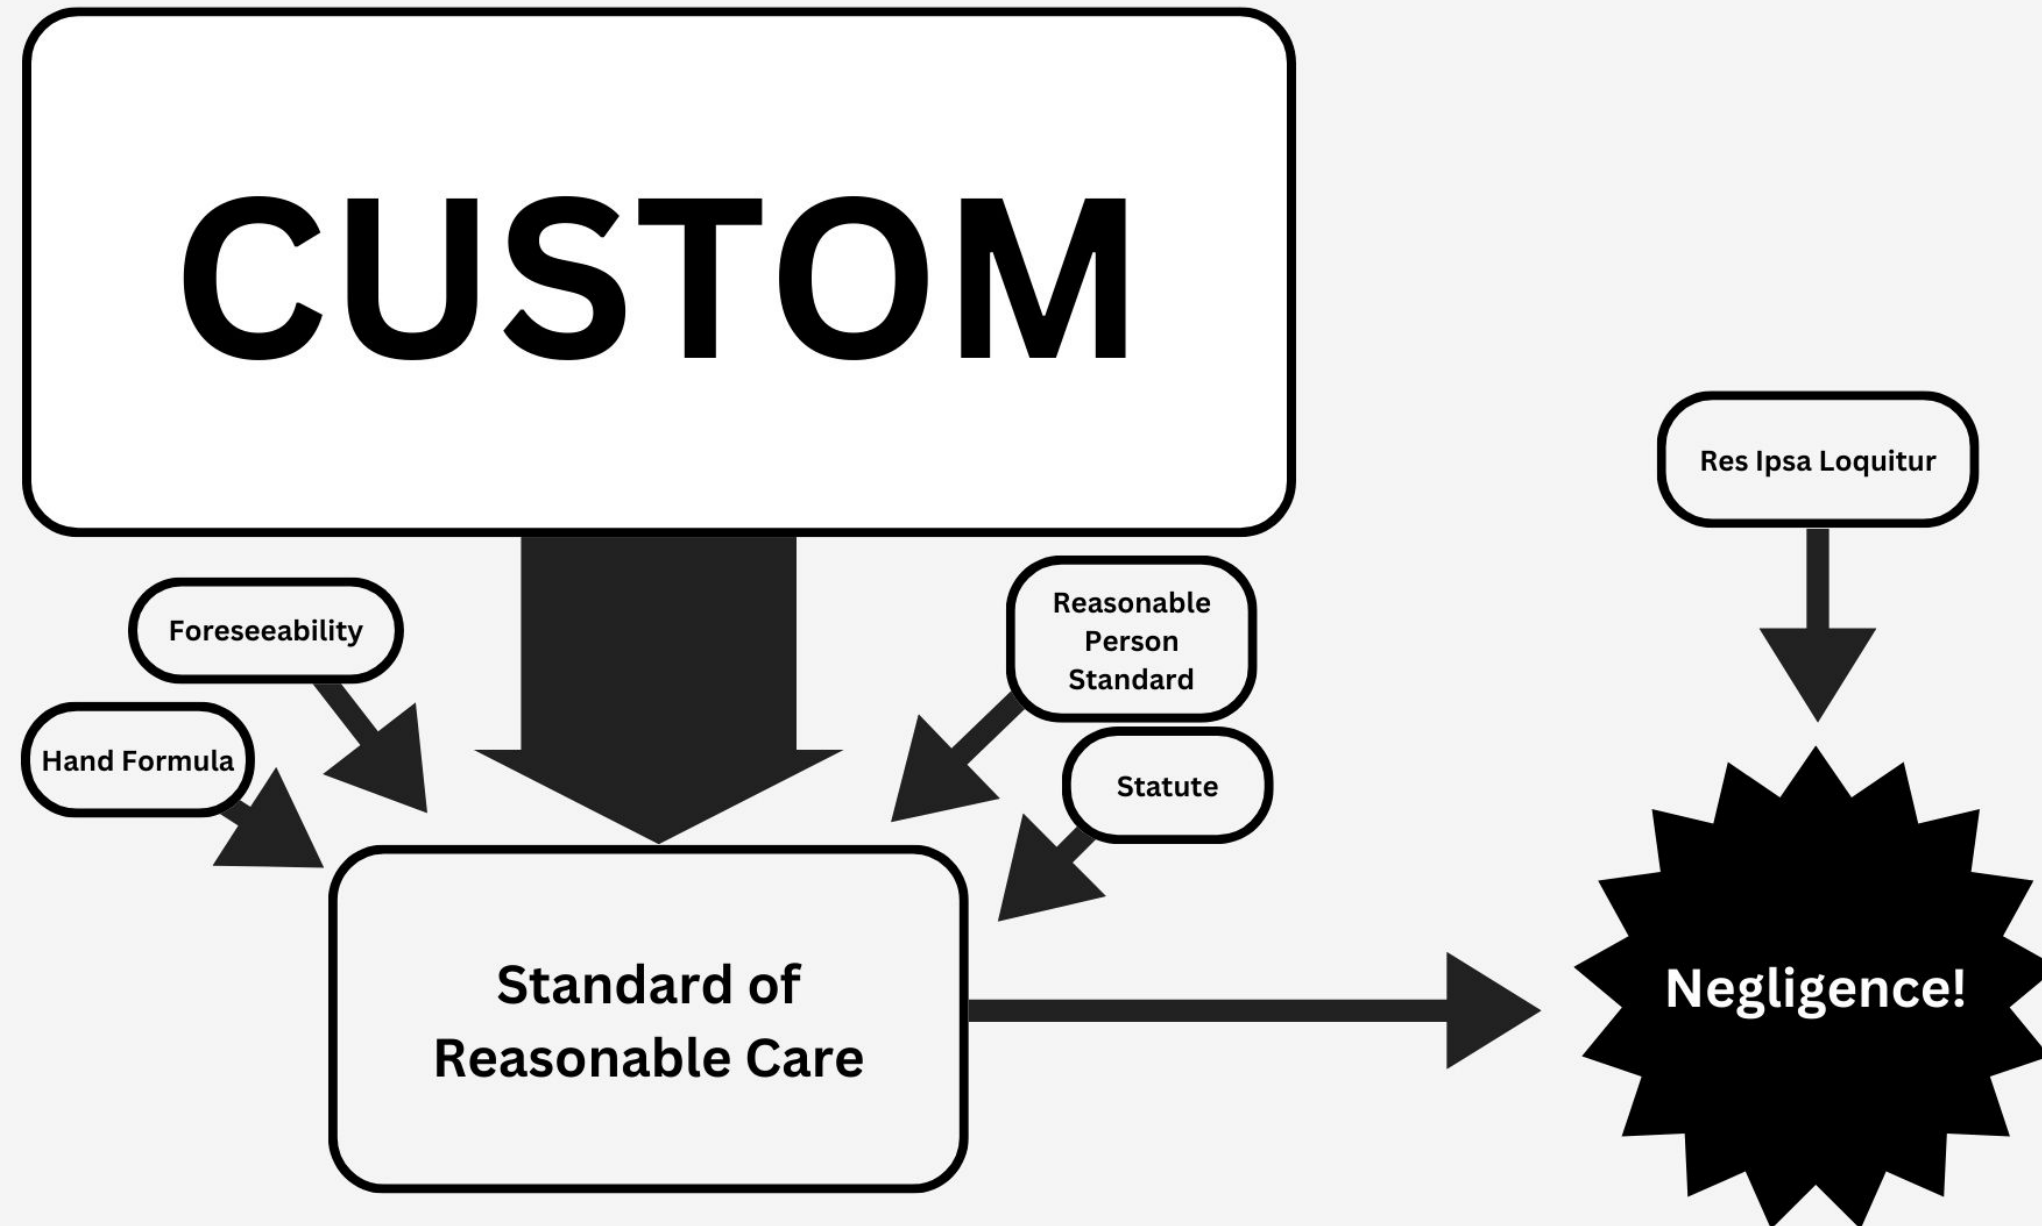 CUSTOM
Res Ipsa Loquitur
Foreseeability
Reasonable
Person
Standard
Hand Formula
Statute
Standard of
Reasonable Care
Negligence!